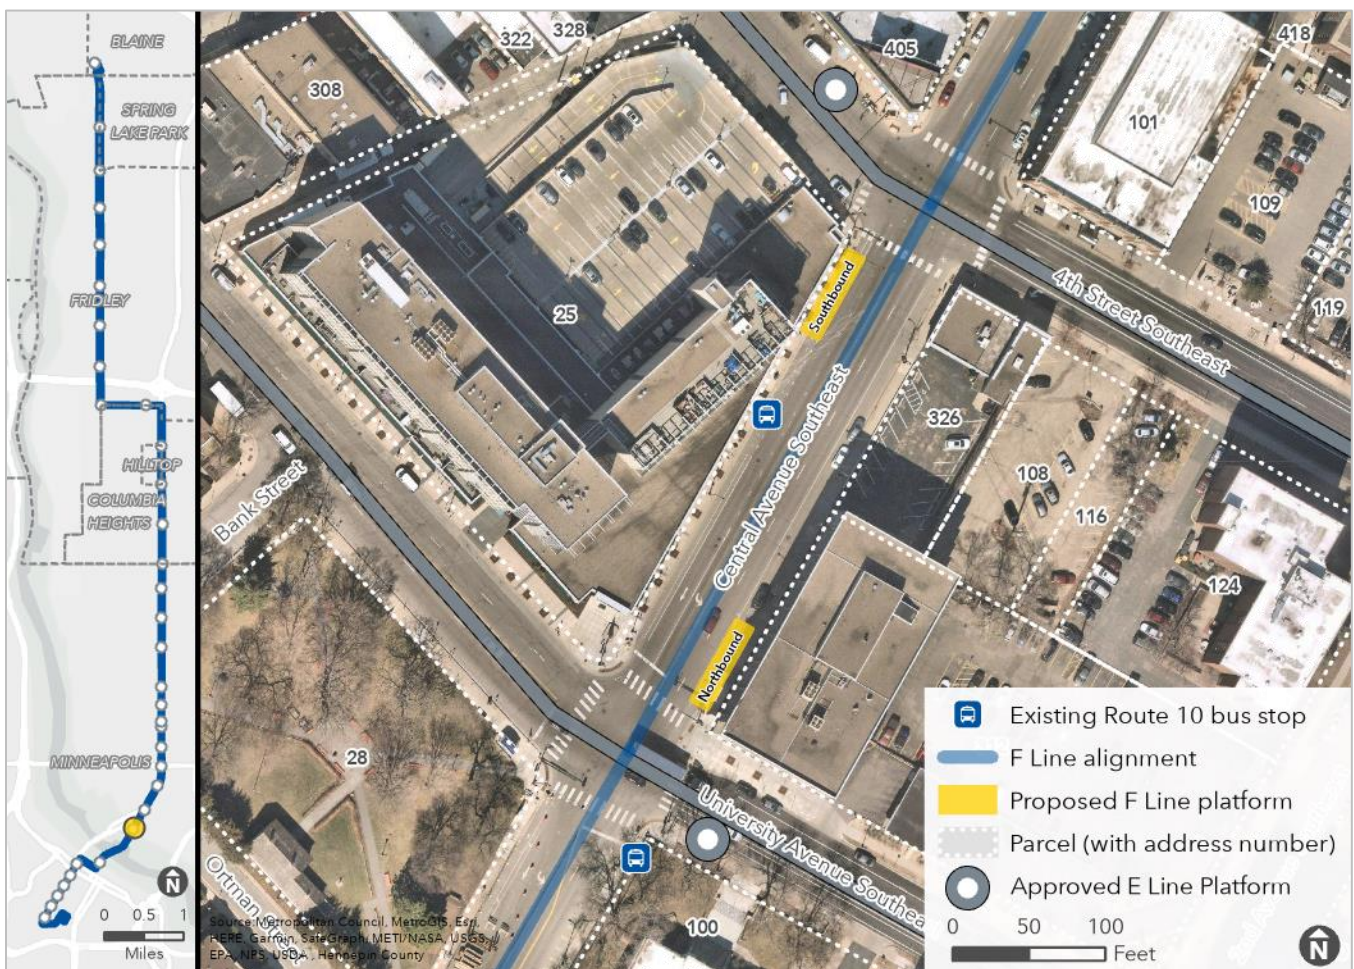 BLAINE
SPRING
LAKE PARK
FRIDLEY
HILLTOP
COLUMBIA
HEIGHTS
MINNEAPOLIS
N
0 0.5 1
Miles
322
328
405
418
308
101
109
119
25
Southbound
4th Street Southeast
326
108
116
124
Central Avenue Southeast
Bank Street
Northbound
28
University Avenue Southeast
100
Source: Metropolitan Council, MetroGIS, Esri,
HERE, Garmin, SafeGraph, METI/NASA, USGS,
EPA, NPS, USDA, Hennepin County
Existing Route 10 bus stop
F Line alignment
Proposed F Line platform
Parcel (with address number)
Approved E Line Platform
0 50 100
Feet
N